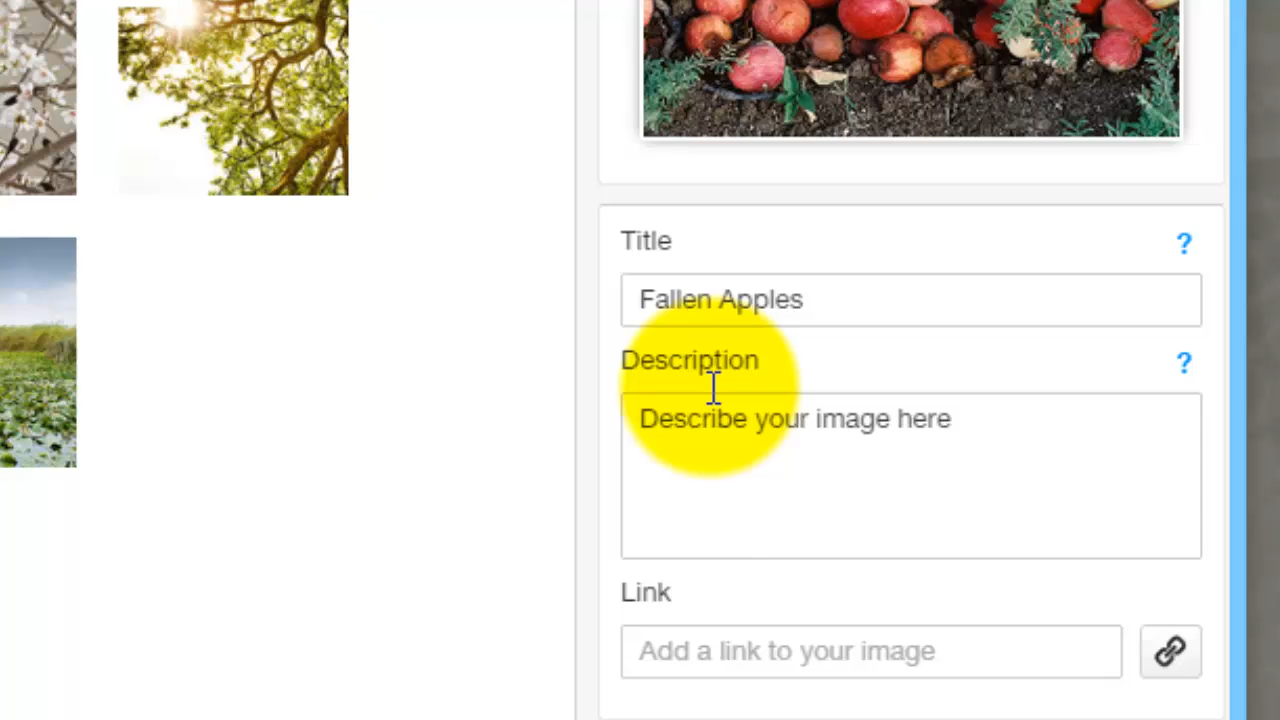 Title
?
Fallen Apples
Description
?
Describe your image here
Link
Add a link to your image